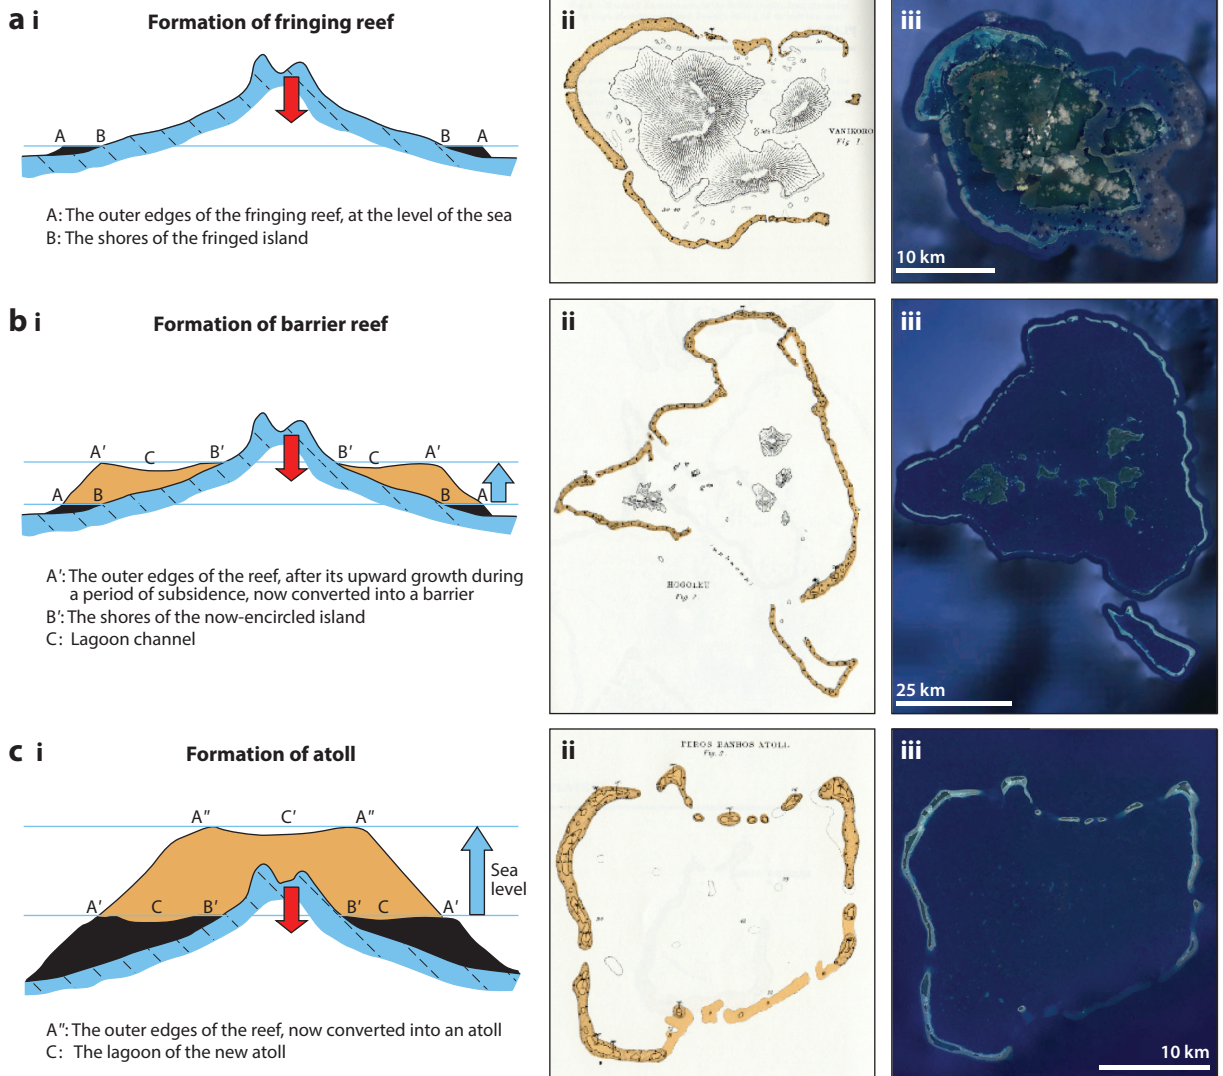 a i
Formation of fringing reef
A
B
B
A
A: The outer edges of the fringing reef, at the level of the sea
B: The shores of the fringed island
ii
VANIKORO
iii
10 km
b i
Formation of barrier reef
A′
C
B′
B′
C
A′
A
B
B
A
A′: The outer edges of the reef, after its upward growth during
a period of subsidence, now converted into a barrier
B′: The shores of the now-encircled island
C: Lagoon channel
ii
HOGOLEU
iii
25 km
c i
Formation of atoll
A″
C′
A″
Sea
level
A′
C
B′
B′
C
A′
A″: The outer edges of the reef, now converted into an atoll
C: The lagoon of the new atoll
ii
PEROS BANHOS ATOLL
iii
10 km